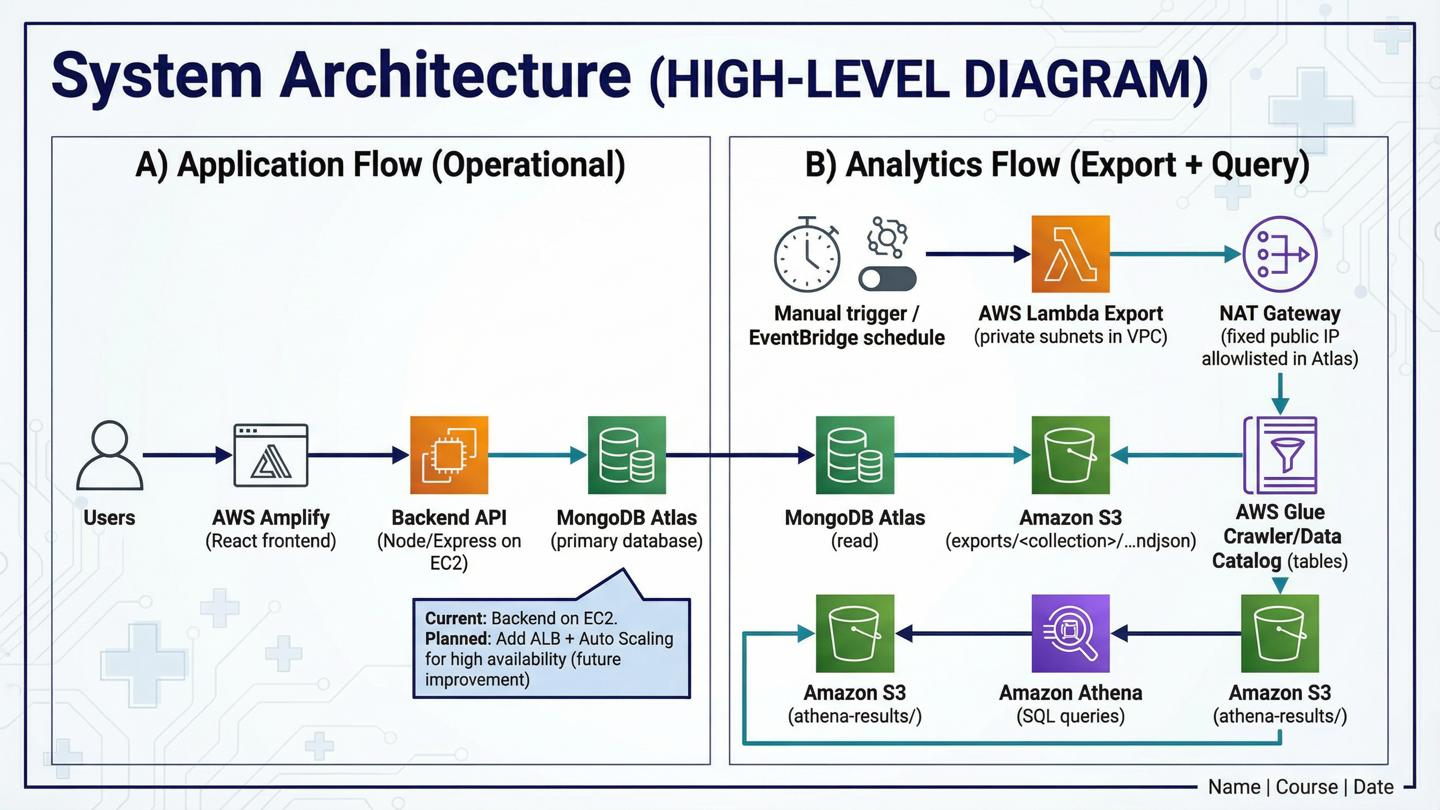 System Architecture (HIGH-LEVEL DIAGRAM)
A) Application Flow (Operational)
Users
AWS Amplify
(React frontend)
Backend API
(Node/Express on
EC2)
MongoDB Atlas
(primary database)
Current: Backend on EC2.
Planned: Add ALB + Auto Scaling
for high availability (future
improvement)
B) Analytics Flow (Export + Query)
Manual trigger /
EventBridge schedule
AWS Lambda Export
(private subnets in VPC)
NAT Gateway
(fixed public IP
allowlisted in Atlas)
MongoDB Atlas
(read)
Amazon S3
(exports/<collection>/...ndjson)
AWS Glue
Crawler/Data
Catalog (tables)
Amazon S3
(athena-results/)
Amazon Athena
(SQL queries)
Amazon S3
(athena-results/)
Name | Course | Date